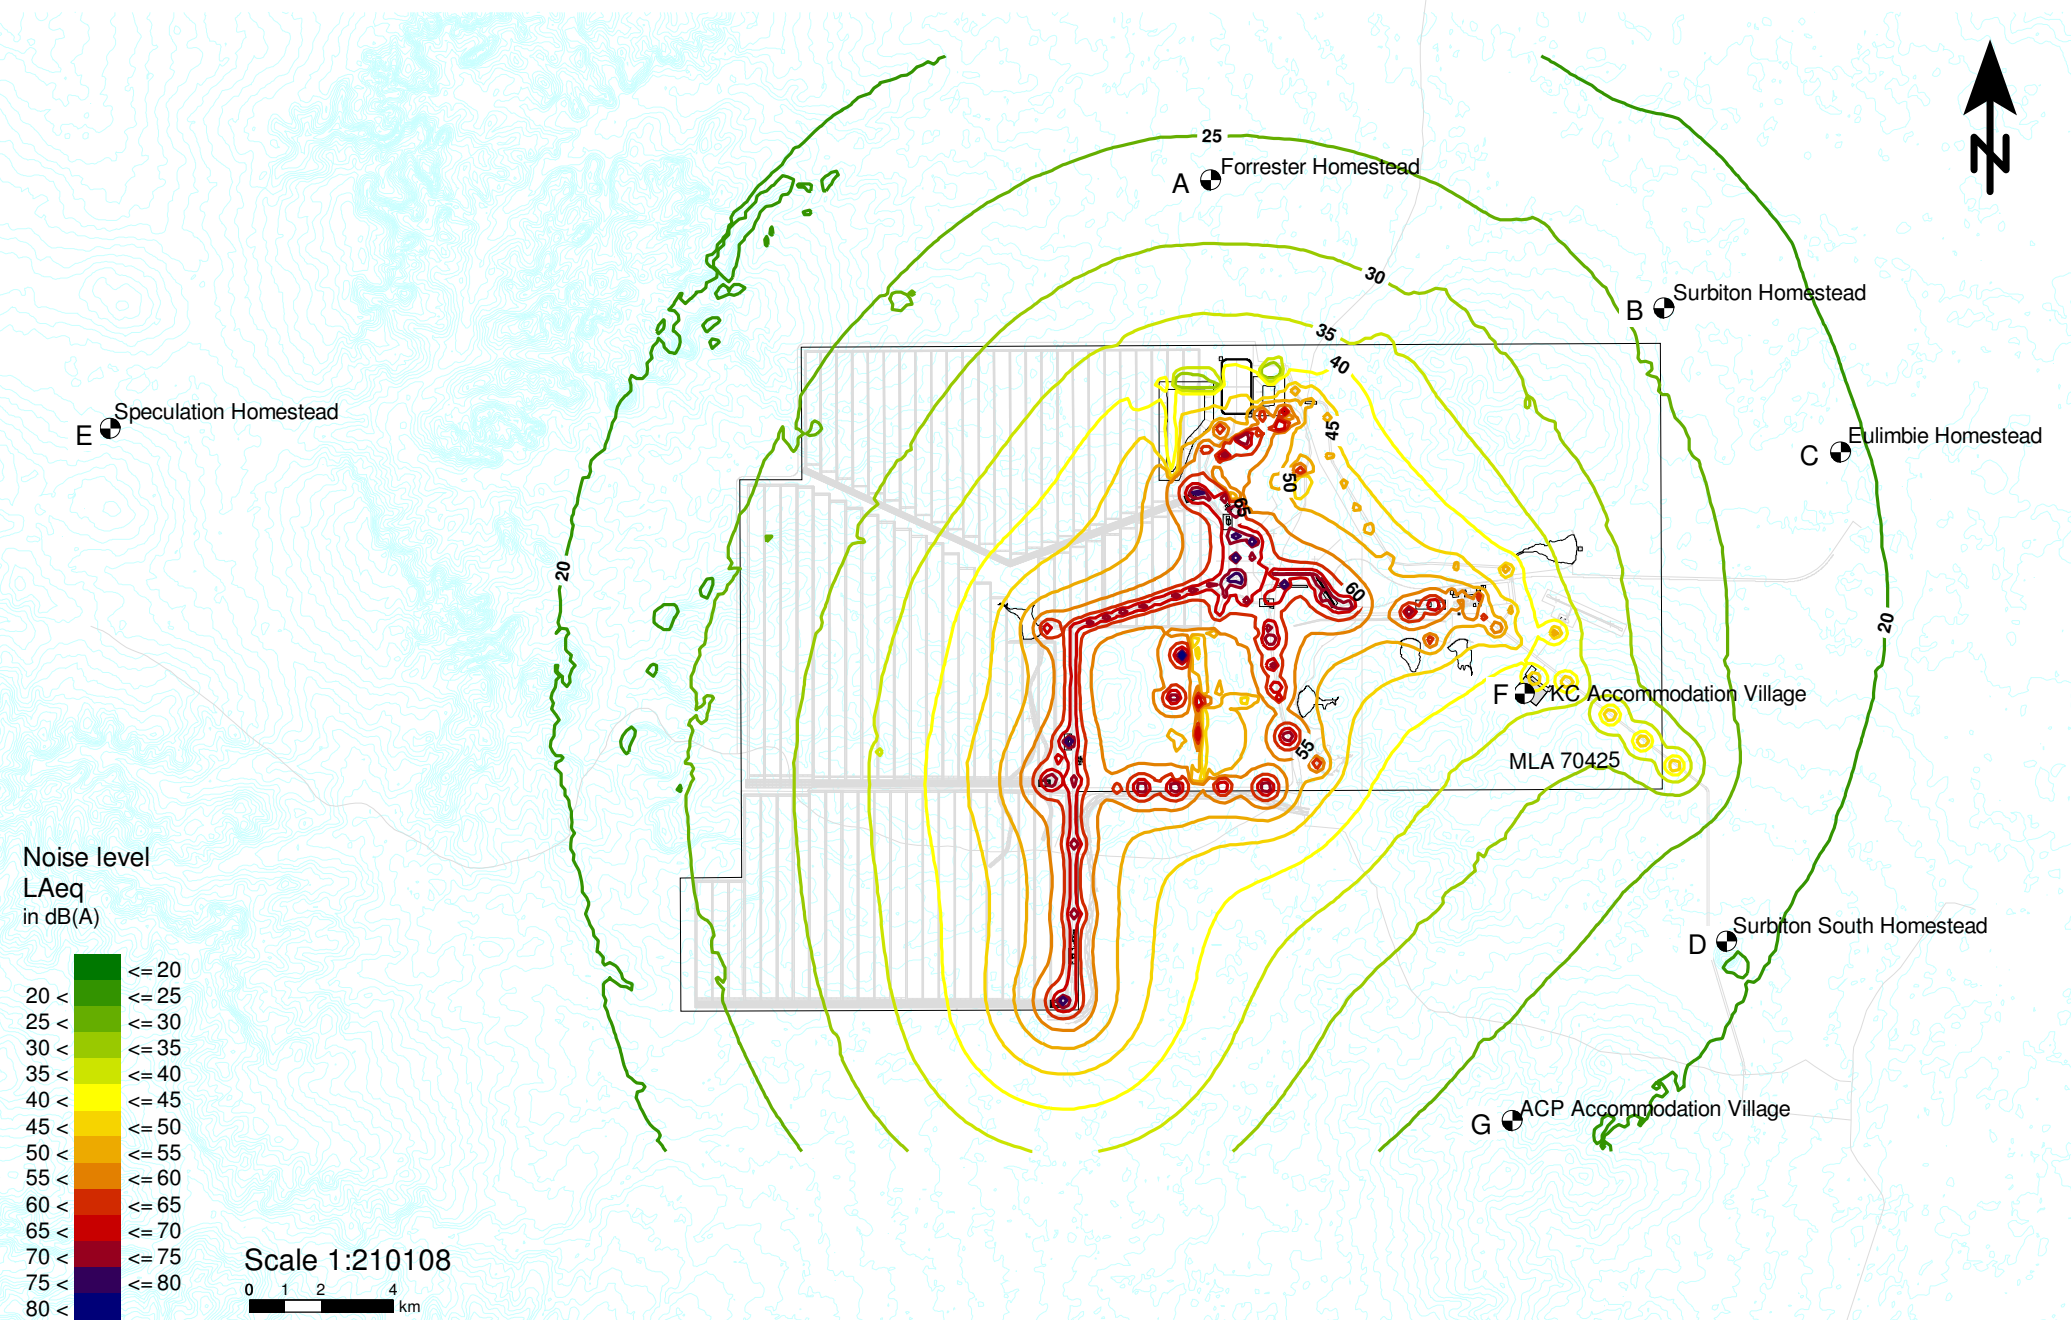 25
Forrester Homestead
A
N
30
Surbiton Homestead
B
35
40
Speculation Homestead
E
45
Eulimbie Homestead
C
50
65
20
60
20
F KC Accommodation Village
55
MLA 70425
Noise level
LAeq
in dB(A)
Surbiton South Homestead
D
<= 20
20 < <= 25
25 < <= 30
30 < <= 35
35 < <= 40
40 < <= 45
45 < <= 50
50 < <= 55
55 < <= 60
60 < <= 65
65 < <= 70
70 < <= 75
75 < <= 80
80 <
ACP Accommodation Village
G
Scale 1:210108
0 1 2 4
km